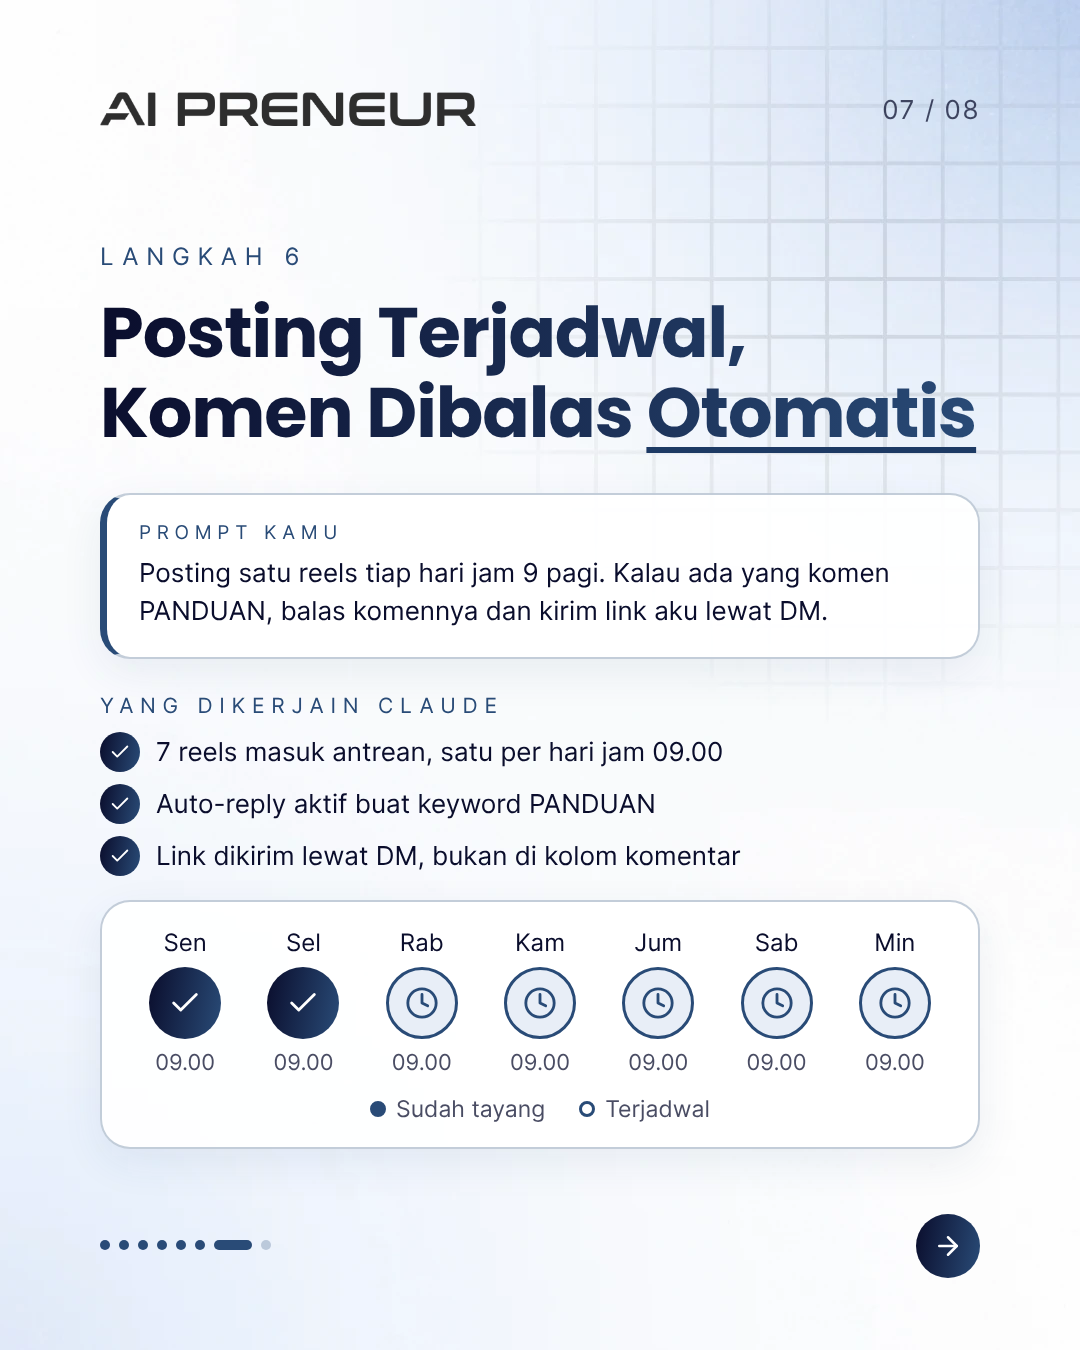 AI PRENEUR
07 / 08
LANGKAH 6
Posting Terjadwal,
Komen Dibalas Otomatis
PROMPT KAMU
Posting satu reels tiap hari jam 9 pagi. Kalau ada yang komen
PANDUAN, balas komennya dan kirim link aku lewat DM.
YANG DIKERJAIN CLAUDE
7 reels masuk antrean, satu per hari jam 09.00
Auto-reply aktif buat keyword PANDUAN
Link dikirim lewat DM, bukan di kolom komentar
Sen Sel Rab Kam Jum Sab Min
09.00 09.00 09.00 09.00 09.00 09.00 09.00
Sudah tayang Terjadwal